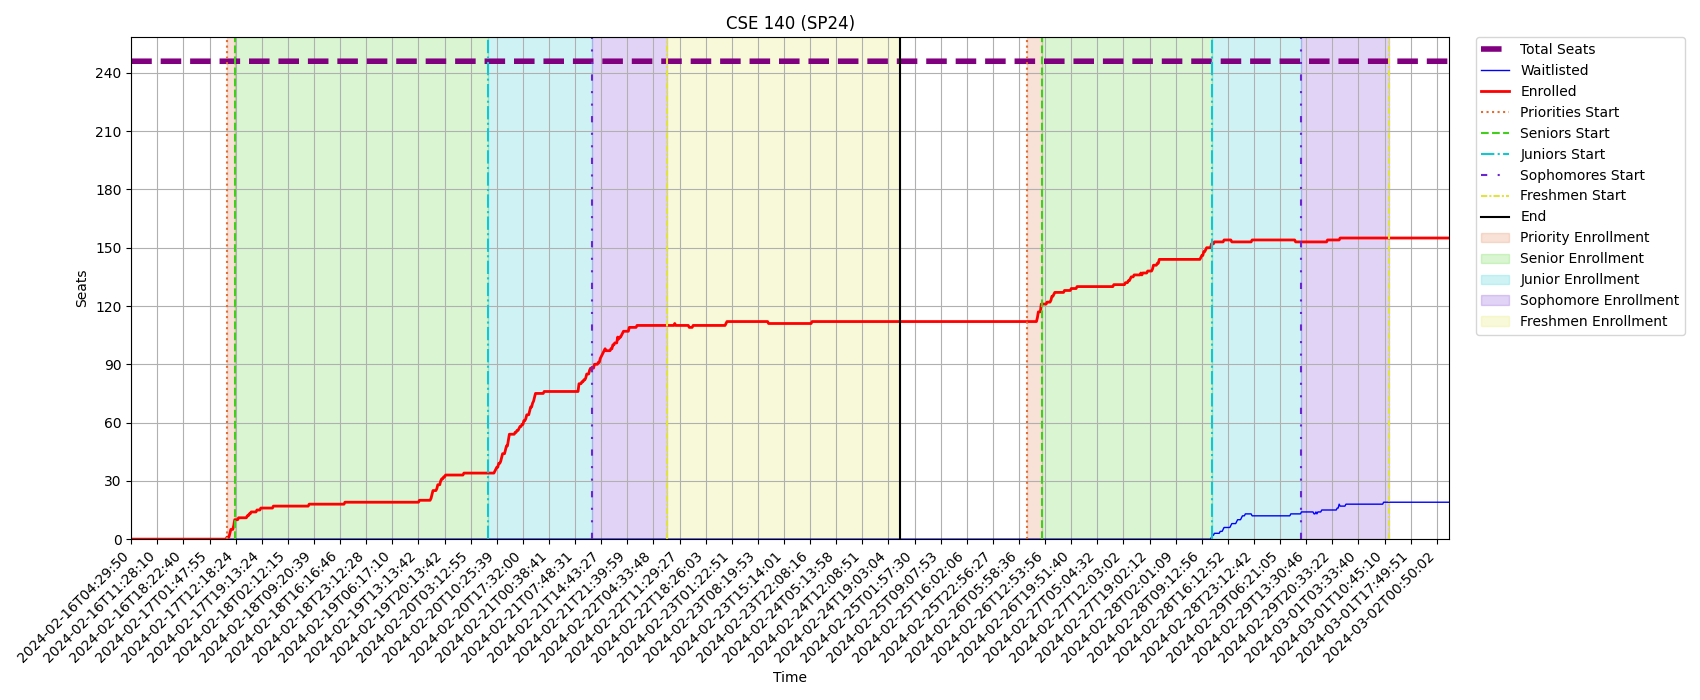 CSE 140 (SP24)
Seats
240
210
180
150
120
90
60
30
0
2024-02-16T04:29:50
2024-02-16T11:28:10
2024-02-16T18:22:40
2024-02-17T01:47:55
2024-02-17T12:18:24
2024-02-17T19:13:24
2024-02-18T02:12:15
2024-02-18T09:20:39
2024-02-18T16:16:46
2024-02-18T23:12:28
2024-02-19T06:17:10
2024-02-19T13:13:42
2024-02-19T20:13:42
2024-02-20T03:12:55
2024-02-20T10:25:39
2024-02-20T17:32:00
2024-02-21T00:38:41
2024-02-21T07:48:31
2024-02-21T14:43:27
2024-02-21T21:39:59
2024-02-22T04:33:48
2024-02-22T11:29:27
2024-02-22T18:26:03
2024-02-23T01:22:51
2024-02-23T08:19:53
2024-02-23T15:14:01
2024-02-23T22:08:16
2024-02-24T05:13:58
2024-02-24T12:08:51
2024-02-24T19:03:04
2024-02-25T01:57:30
2024-02-25T09:07:53
2024-02-25T16:02:06
2024-02-25T22:56:27
2024-02-26T05:58:36
2024-02-26T12:53:56
2024-02-26T19:51:40
2024-02-27T05:04:32
2024-02-27T12:03:02
2024-02-27T19:02:12
2024-02-28T02:01:09
2024-02-28T09:12:56
2024-02-28T16:12:52
2024-02-28T23:12:42
2024-02-29T06:21:05
2024-02-29T13:30:46
2024-02-29T20:33:22
2024-03-01T03:33:40
2024-03-01T10:45:10
2024-03-01T17:49:51
2024-03-02T00:50:02
Time
Total Seats
Waitlisted
Enrolled
Priorities Start
Seniors Start
Juniors Start
Sophomores Start
Freshmen Start
End
Priority Enrollment
Senior Enrollment
Junior Enrollment
Sophomore Enrollment
Freshmen Enrollment